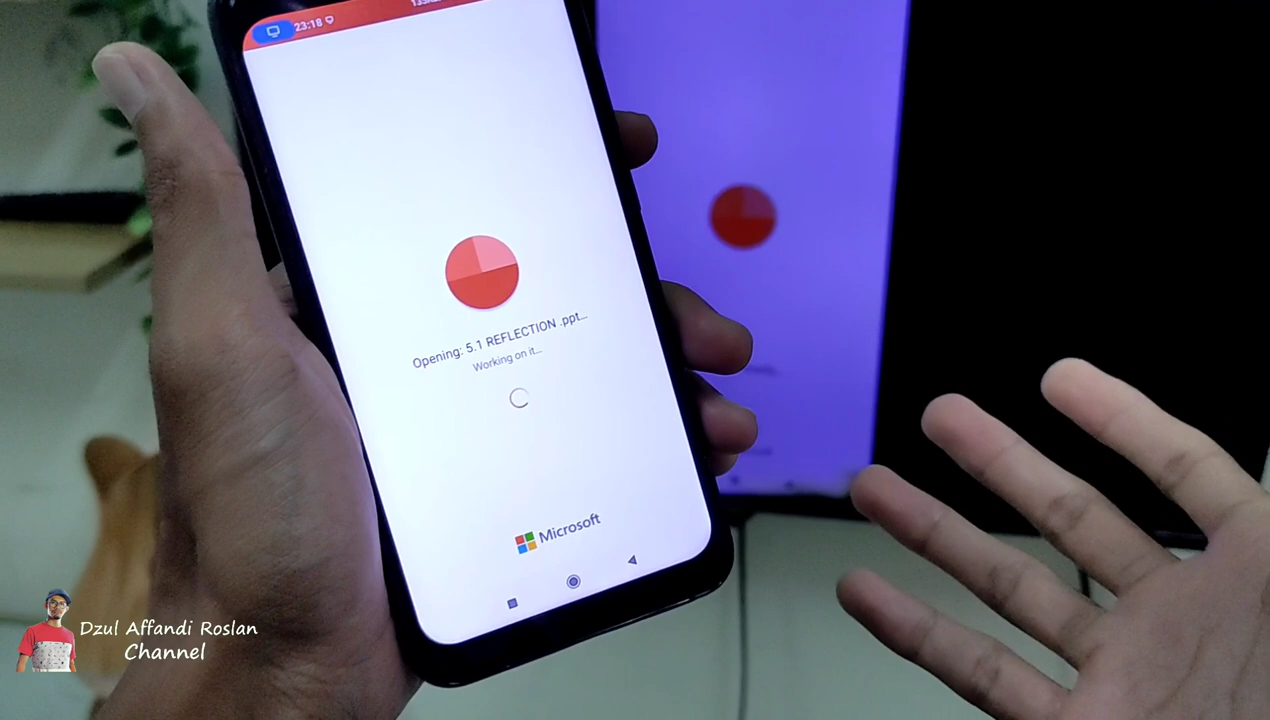 23:18
Opening: 5.1 REFLECTION .ppt...
Working on it...
Microsoft
Dzul Affandi Roslan
Channel